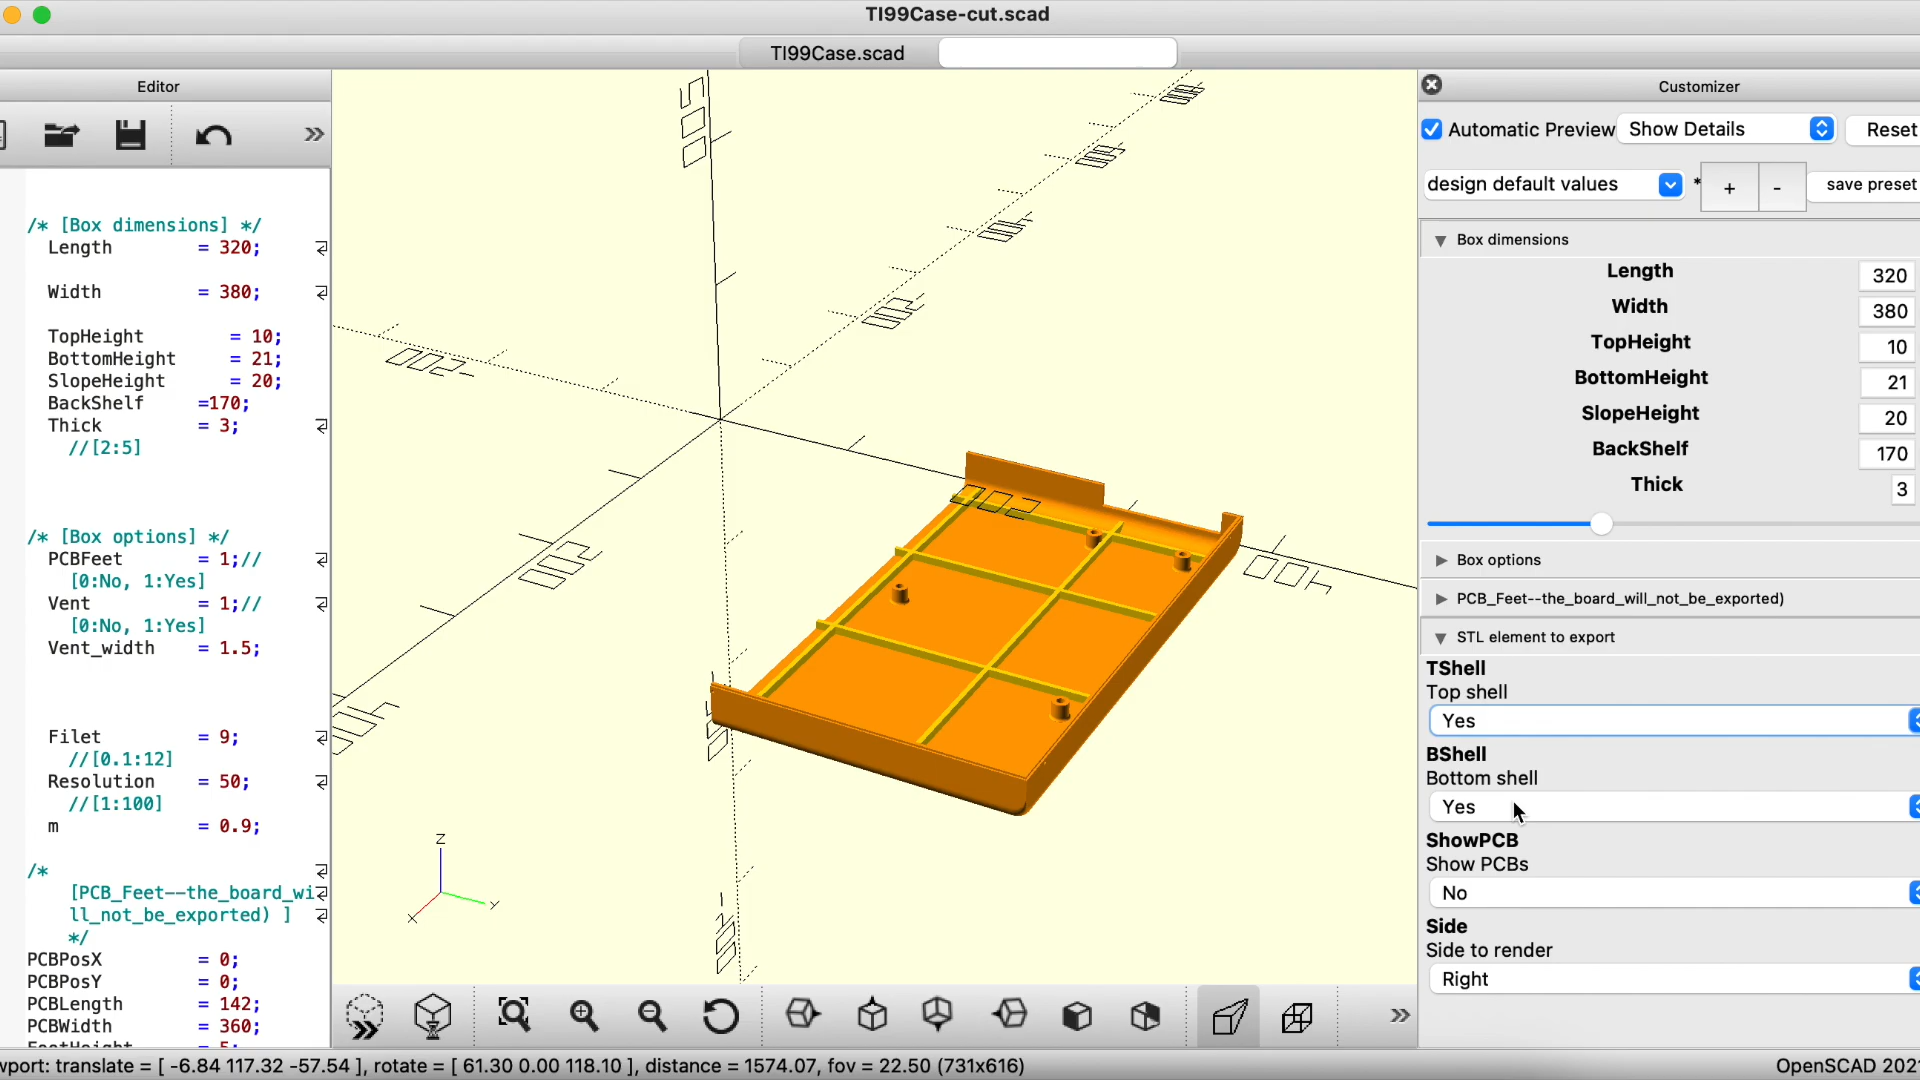 TI99Case-cut.scad
TI99Case.scad
Editor
/* [Box dimensions] */
Length = 320;
Width = 380;
TopHeight = 10;
BottomHeight = 21;
SlopeHeight = 20;
BackShelf =170;
Thick = 3;
//[2:5]
/* [Box options] */
PCBFeet = 1;//
[0:No, 1:Yes]
Vent = 1;//
[0:No, 1:Yes]
Vent_width = 1.5;
Filet = 9;
//[0.1:12]
Resolution = 50;
//[1:100]
m = 0.9;
/*
[PCB_Feet--the_board_wi
ll_not_be_exported) ]
*/
PCBPosX = 0;
PCBPosY = 0;
PCBLength = 142;
PCBWidth = 360;
Z
Y
X
Customizer
Automatic Preview Show Details Reset
design default values * + - save preset
Box dimensions
Length 320
Width 380
TopHeight 10
BottomHeight 21
SlopeHeight 20
BackShelf 170
Thick 3
Box options
PCB_Feet--the_board_will_not_be_exported)
STL element to export
TShell
Top shell
Yes
BShell
Bottom shell
Yes
ShowPCB
Show PCBs
No
Side
Side to render
Right
wport: translate = [ -6.84 117.32 -57.54 ], rotate = [ 61.30 0.00 118.10 ], distance = 1574.07, fov = 22.50 (731x616)
OpenSCAD 202